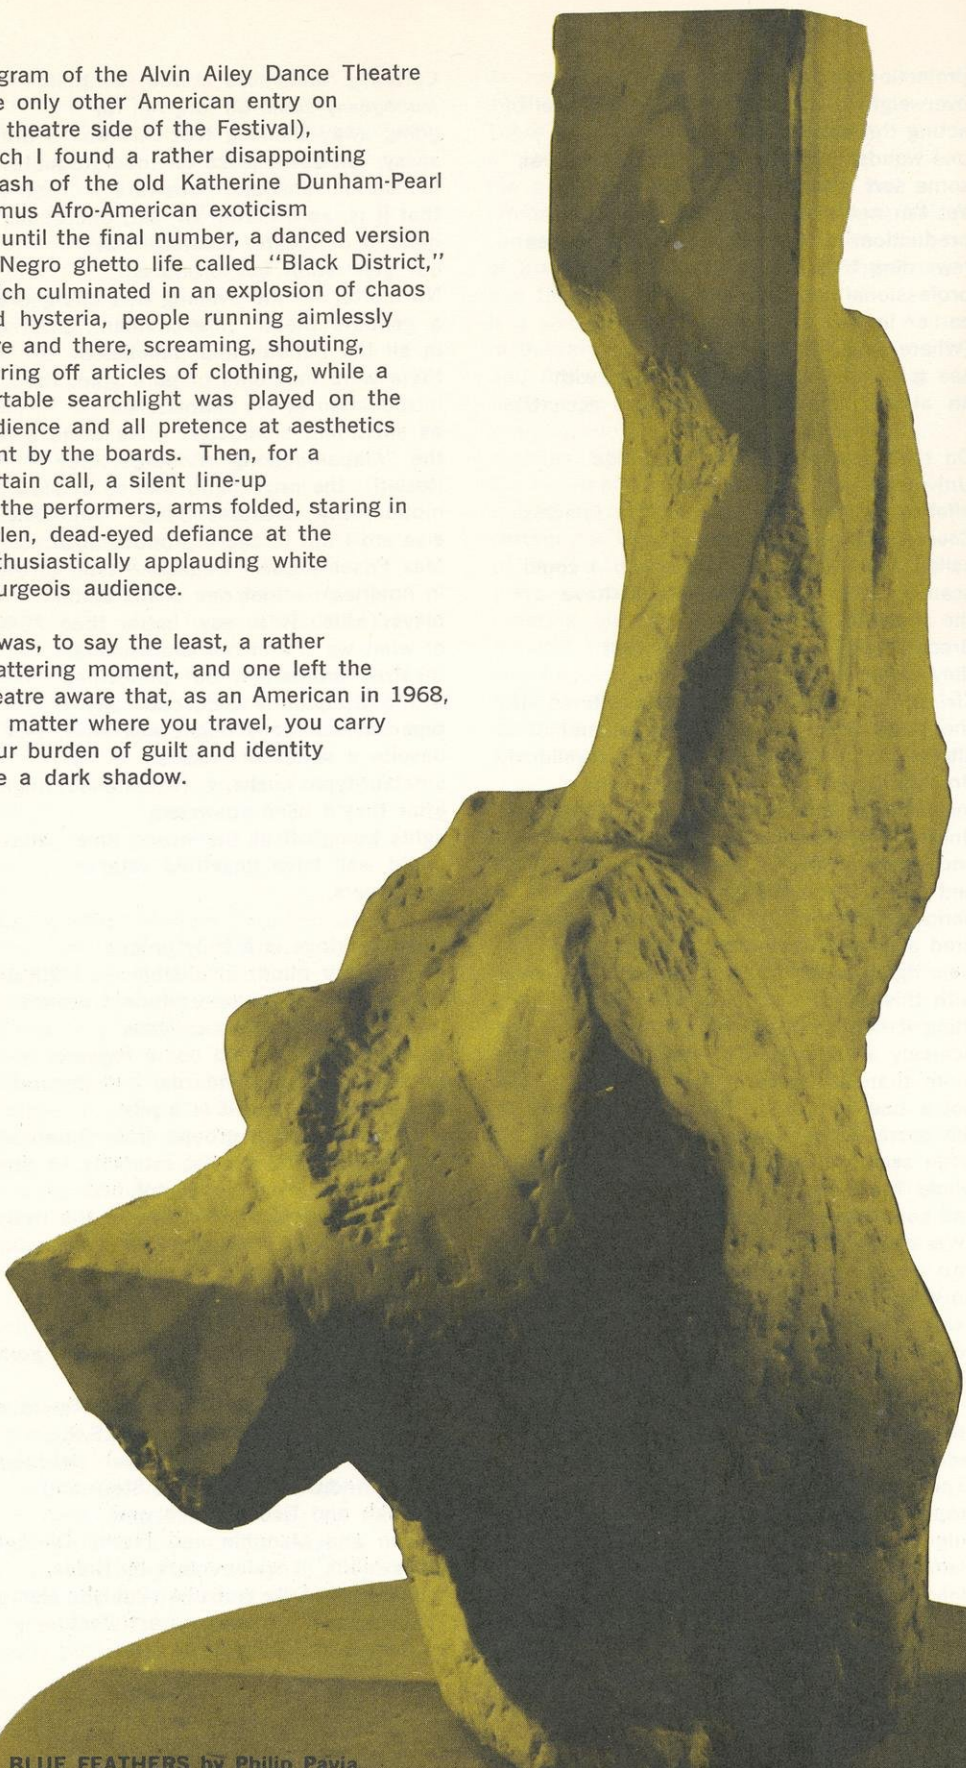 gram of the Alvin Ailey Dance Theatre
e only other American entry on
theatre side of the Festival),
ch I found a rather disappointing
ash of the old Katherine Dunham-Pearl
mus Afro-American exoticism
until the final number, a danced version
Negro ghetto life called “Black District,”
ich culminated in an explosion of chaos
d hysteria, people running aimlessly
re and there, screaming, shouting,
ring off articles of clothing, while a
rtable searchlight was played on the
dience and all pretence at aesthetics
nt by the boards. Then, for a
rtain call, a silent line-up
the performers, arms folded, staring in
llen, dead-eyed defiance at the
thusiastically applauding white
urgeois audience.
was, to say the least, a rather
attering moment, and one left the
eatre aware that, as an American in 1968,
matter where you travel, you carry
ur burden of guilt and identity
e a dark shadow.
BLUE FEATHERS by Philip Pavia